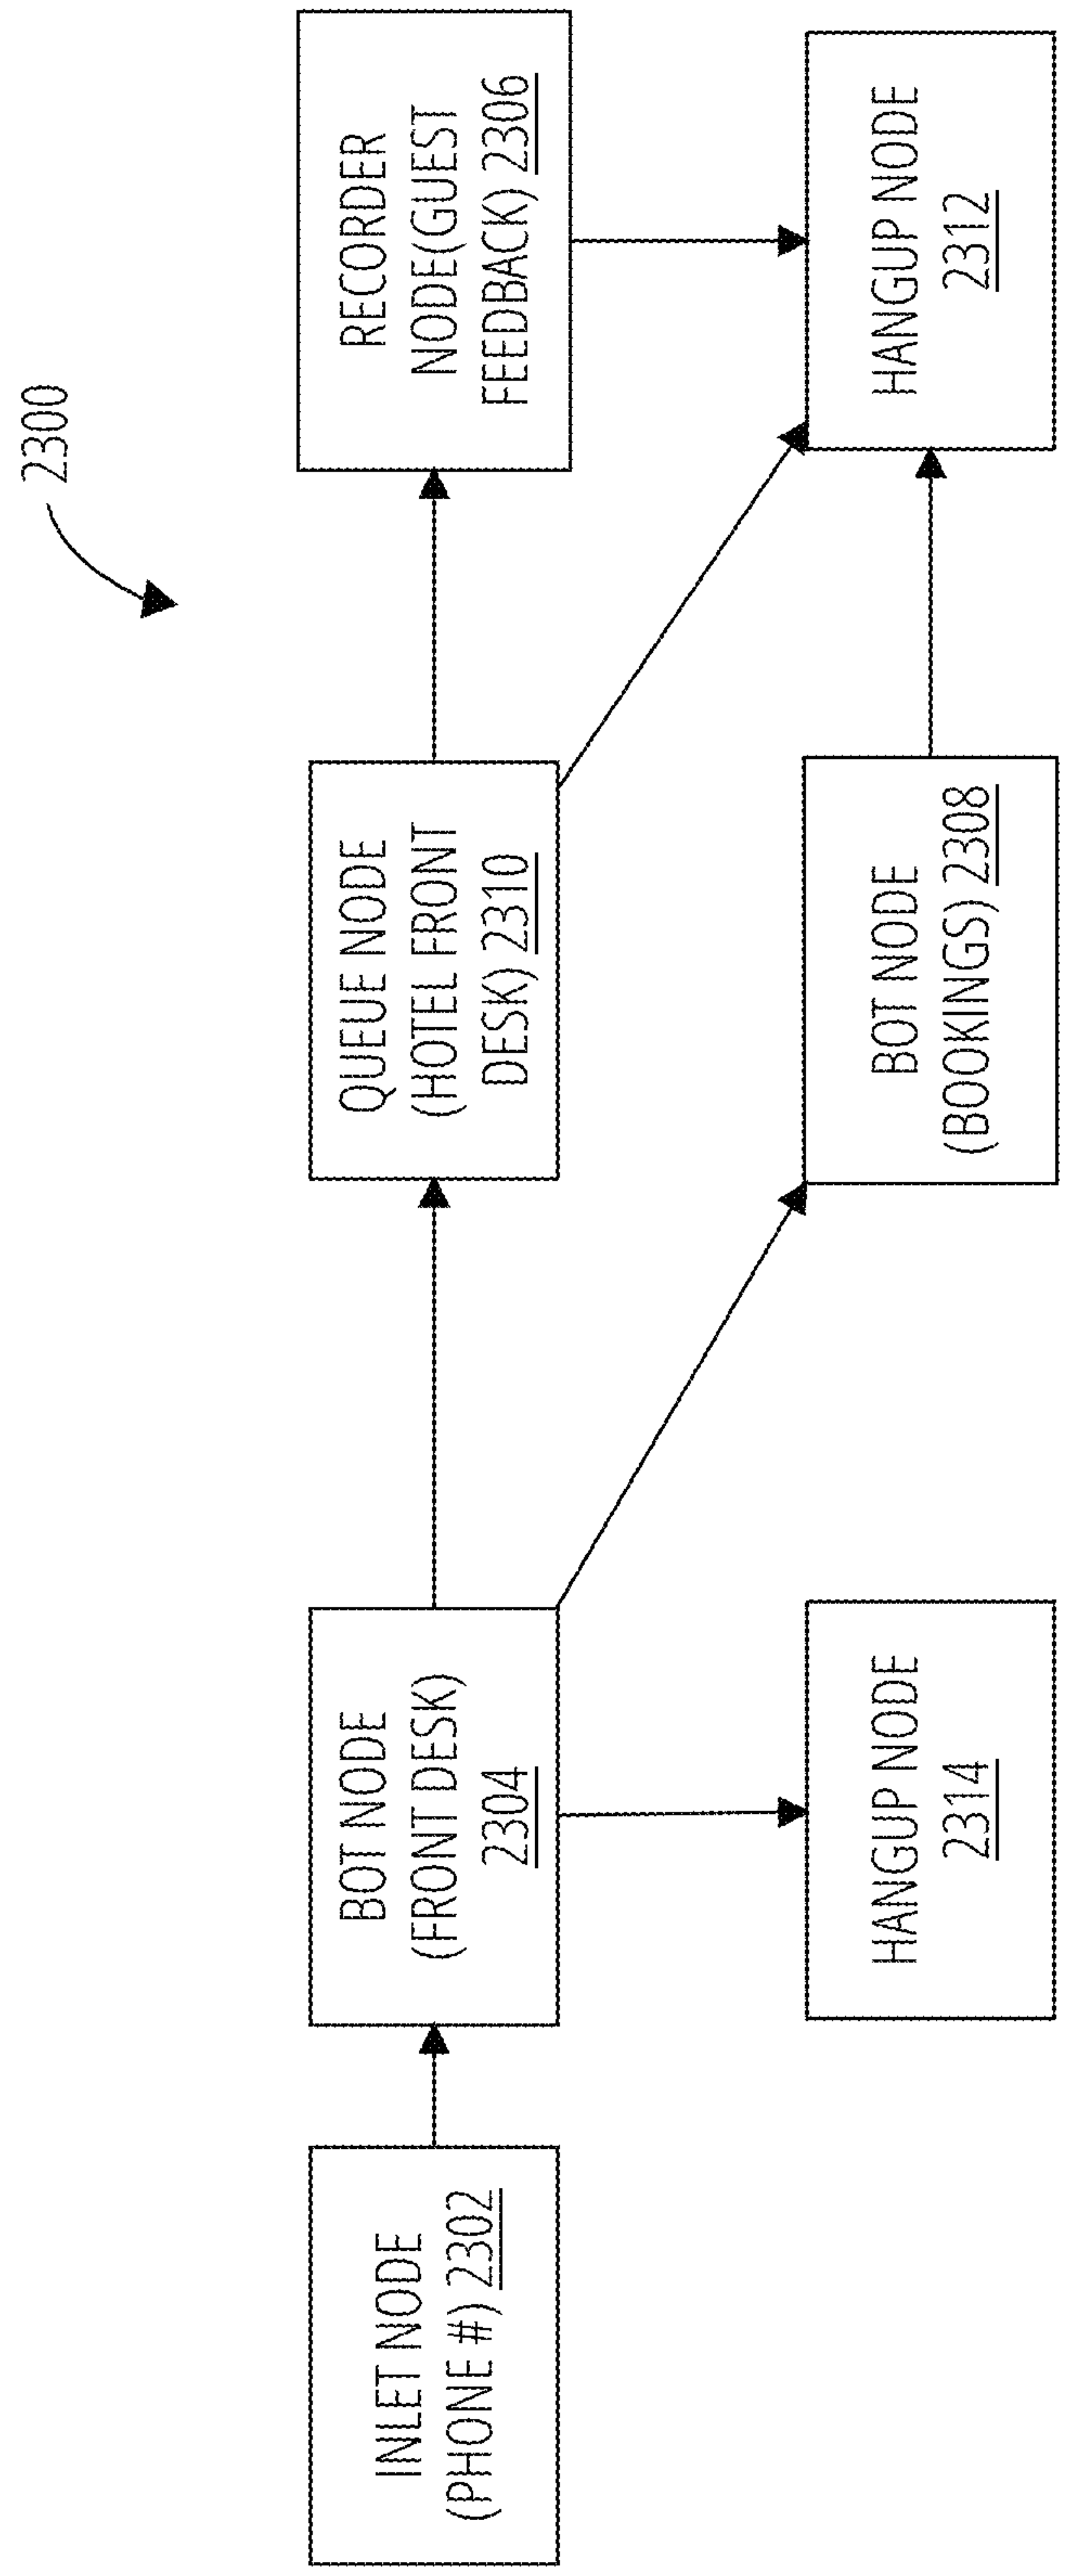 2300
INLET NODE
(PHONE #) 2302
BOT NODE
(FRONT DESK)
2304
QUEUE NODE
(HOTEL FRONT
DESK) 2310
RECORDER
NODE(GUEST
FEEDBACK) 2306
HANGUP NODE
2314
BOT NODE
(BOOKINGS) 2308
HANGUP NODE
2312